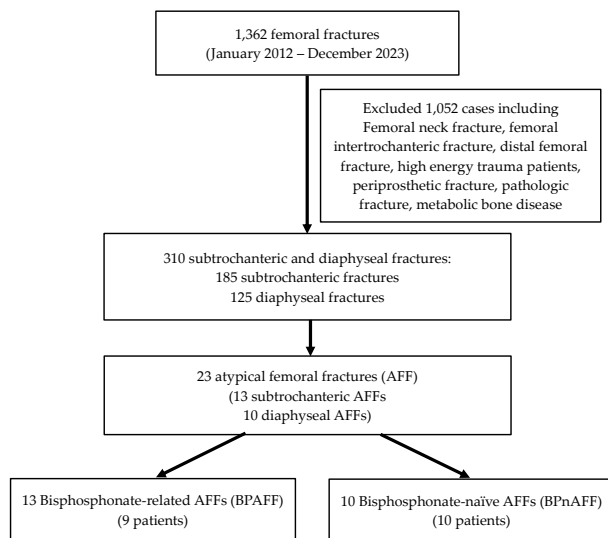 1,362 femoral fractures
(January 2012 – December 2023)
Excluded 1,052 cases including
Femoral neck fracture, femoral
intertrochanteric fracture, distal femoral
fracture, high energy trauma patients,
periprosthetic fracture, pathologic
fracture, metabolic bone disease
310 subtrochanteric and diaphyseal fractures:
185 subtrochanteric fractures
125 diaphyseal fractures
23 atypical femoral fractures (AFF)
(13 subtrochanteric AFFs
10 diaphyseal AFFs)
13 Bisphosphonate-related AFFs (BPAFF)
(9 patients)
10 Bisphosphonate-naïve AFFs (BPnAFF)
(10 patients)